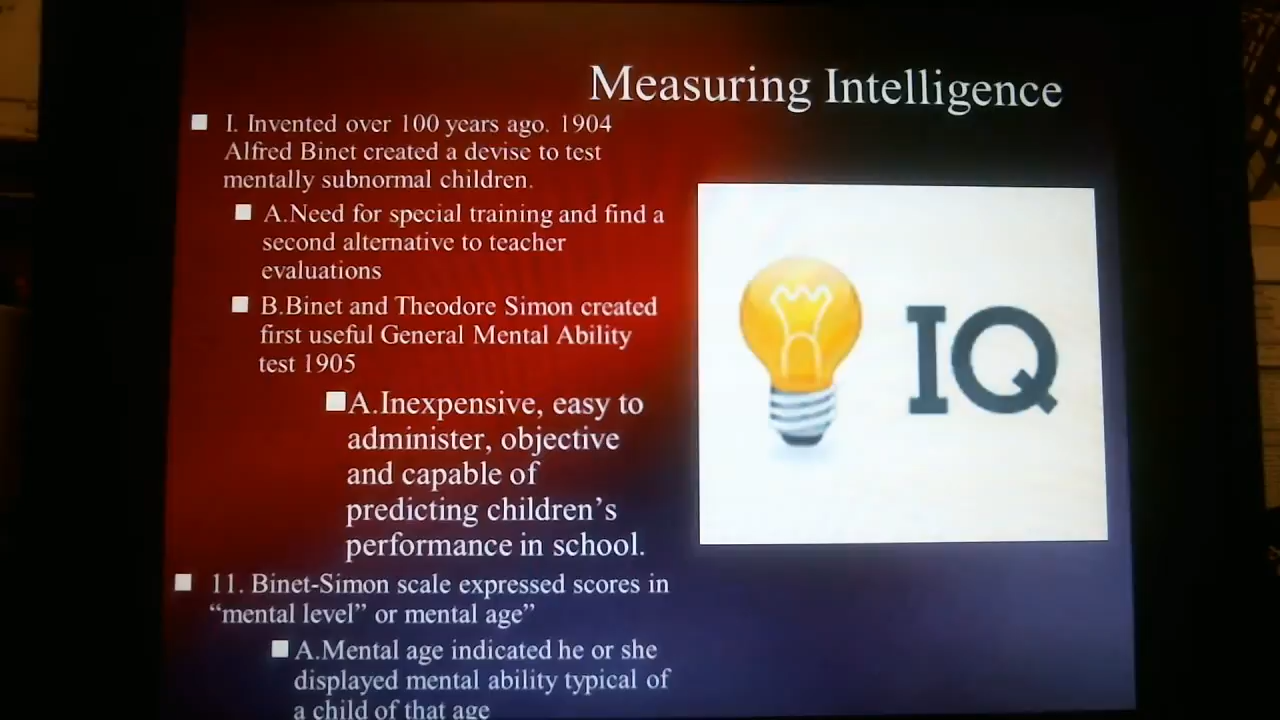 Measuring Intelligence
I. Invented over 100 years ago. 1904
Alfred Binet created a devise to test
mentally subnormal children.
A.Need for special training and find a
second alternative to teacher
evaluations
B.Binet and Theodore Simon created
first useful General Mental Ability
test 1905
A.Inexpensive, easy to
administer, objective
and capable of
predicting children’s
performance in school.
11. Binet-Simon scale expressed scores in
“mental level” or mental age”
A.Mental age indicated he or she
displayed mental ability typical of
a child of that age
IQ